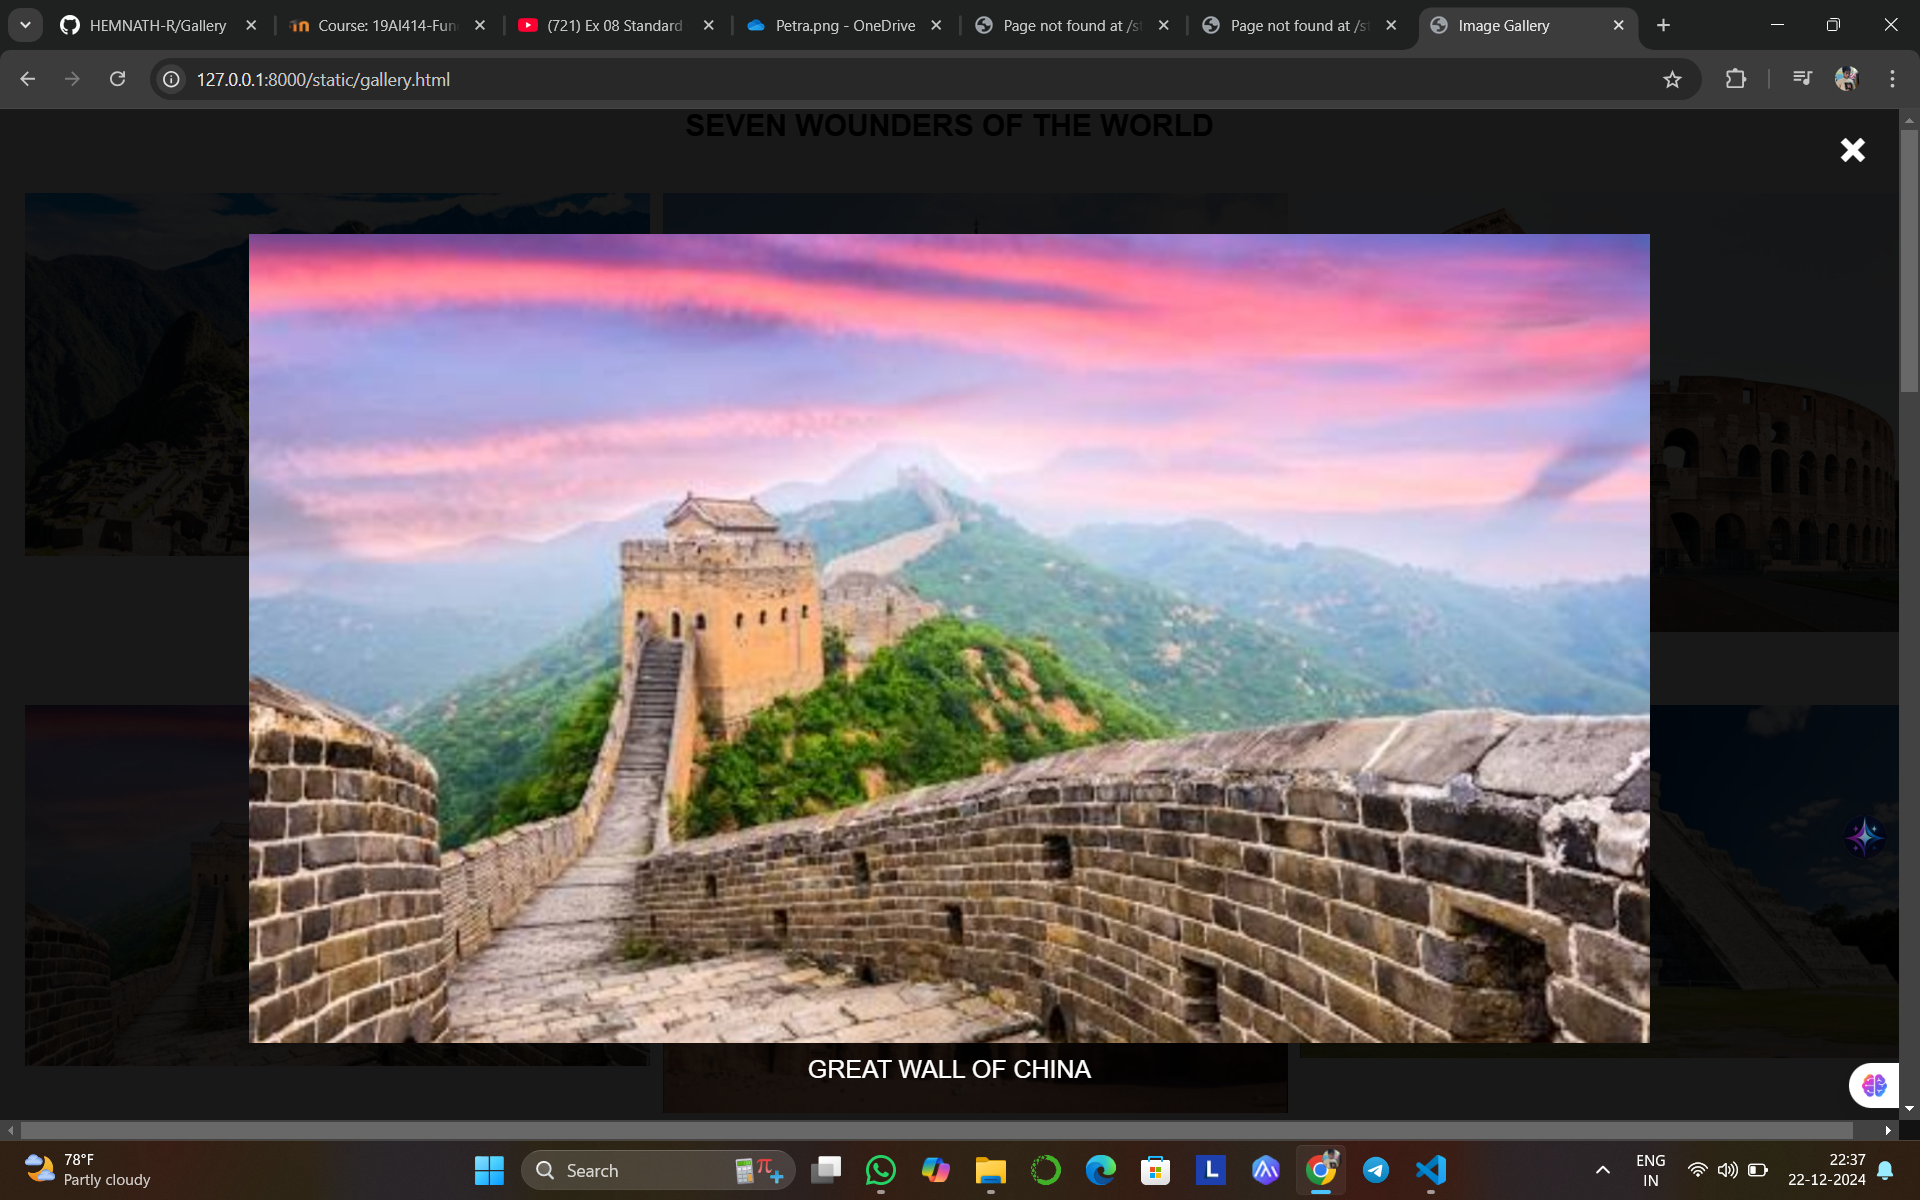 HEMNATH-R/Gallery
Course: 19AI414-Fun
(721) Ex 08 Standard
Petra.png - OneDrive
Page not found at /st
Page not found at /st
Image Gallery
127.0.0.1:8000/static/gallery.html
SEVEN WOUNDERS OF THE WORLD
GREAT WALL OF CHINA
78°F
Partly cloudy
Search
L
ENG
IN
22:37
22-12-2024